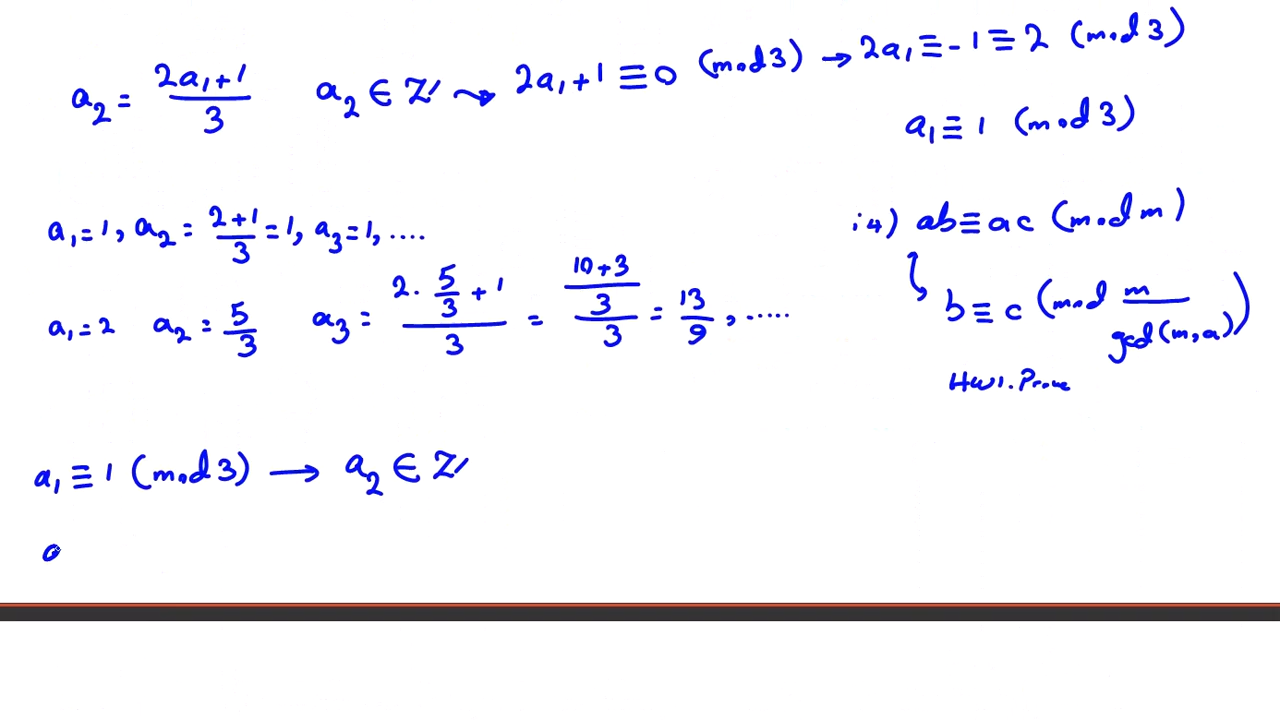 a₂ = (2a₁+1)/3   a₂ ∈ ℤ ⇝ 2a₁+1 ≡ 0 (mod 3) → 2a₁ ≡ -1 ≡ 2 (mod 3)
a₁ ≡ 1 (mod 3)
a₁=1, a₂ = (2+1)/3 = 1, a₃=1, ....
:4) ab ≡ ac (mod m)
a₁=2   a₂ = 5/3   a₃ = (2·5/3 + 1)/3 = ((10+3)/3)/3 = 13/9, .....
b ≡ c (mod m/gcd(m,a))
HW1. Prove
a₁ ≡ 1 (mod 3) ⟶ a₂ ∈ ℤ